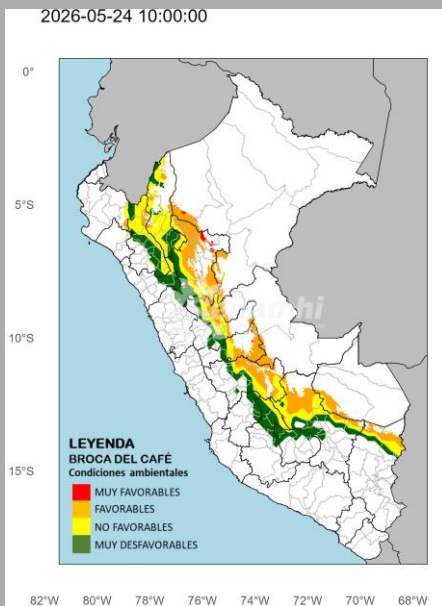 2026-05-24 10:00:00
0°
5°S
10°S
15°S
senamhi
LEYENDA
BROCA DEL CAFÉ
Condiciones ambientales
MUY FAVORABLES
FAVORABLES
NO FAVORABLES
MUY DESFAVORABLES
82°W 80°W 78°W 76°W 74°W 72°W 70°W 68°W